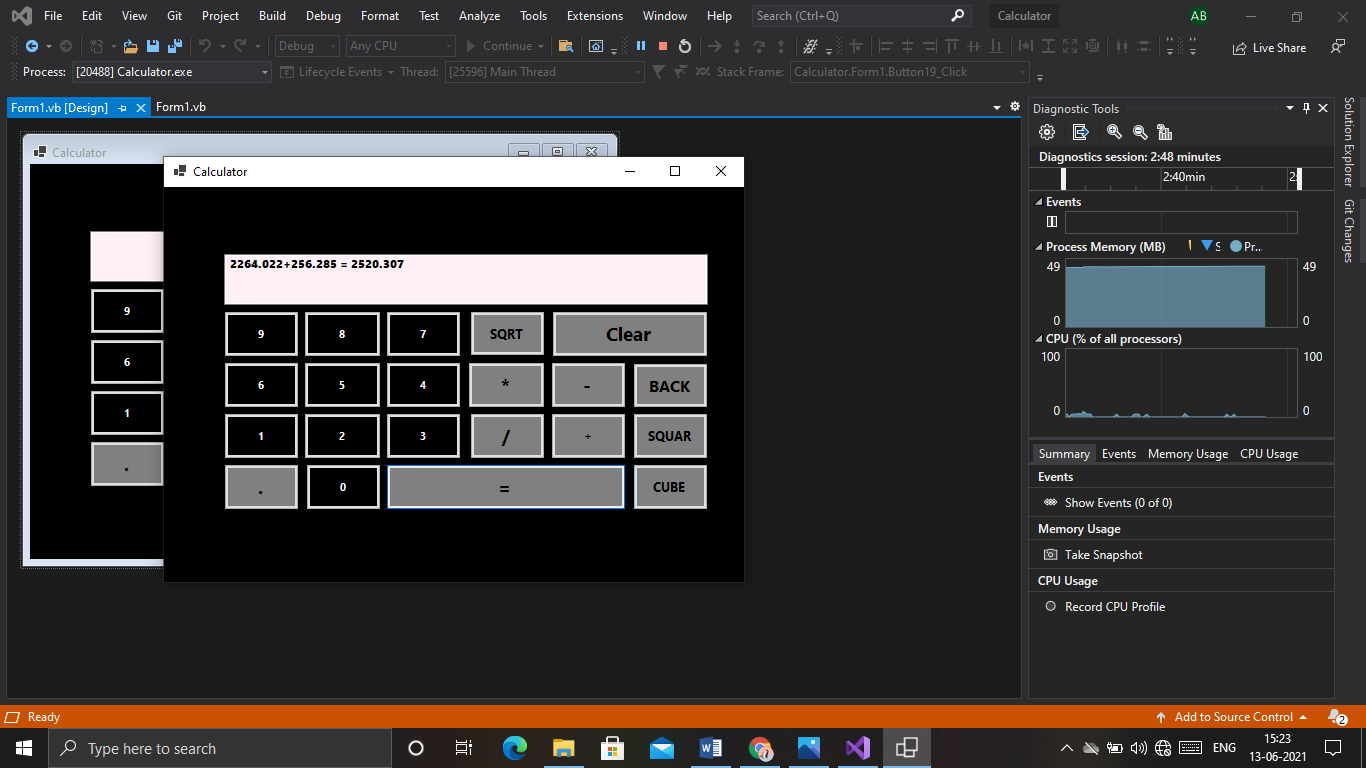 File Edit View Git Project Build Debug Format Test Analyze Tools Extensions Window Help Search (Ctrl+Q) Calculator AB
Debug Any CPU Continue Live Share
Process: [20488] Calculator.exe Lifecycle Events Thread: [25596] Main Thread Stack Frame: Calculator.Form1.Button19_Click
Form1.vb [Design] Form1.vb
Calculator
9
6
1
.
Calculator
2264.022+256.285 = 2520.307
9 8 7 SQRT Clear
6 5 4 * - BACK
1 2 3 / + SQUAR
. 0 = CUBE
Diagnostic Tools
Diagnostics session: 2:48 minutes
2:40min 2:
Events
Process Memory (MB) S Pr...
49 49
0 0
CPU (% of all processors)
100 100
0 0
Summary Events Memory Usage CPU Usage
Events
Show Events (0 of 0)
Memory Usage
Take Snapshot
CPU Usage
Record CPU Profile
Solution Explorer
Git Changes
Ready Add to Source Control 2
Type here to search ENG 15:23
13-06-2021